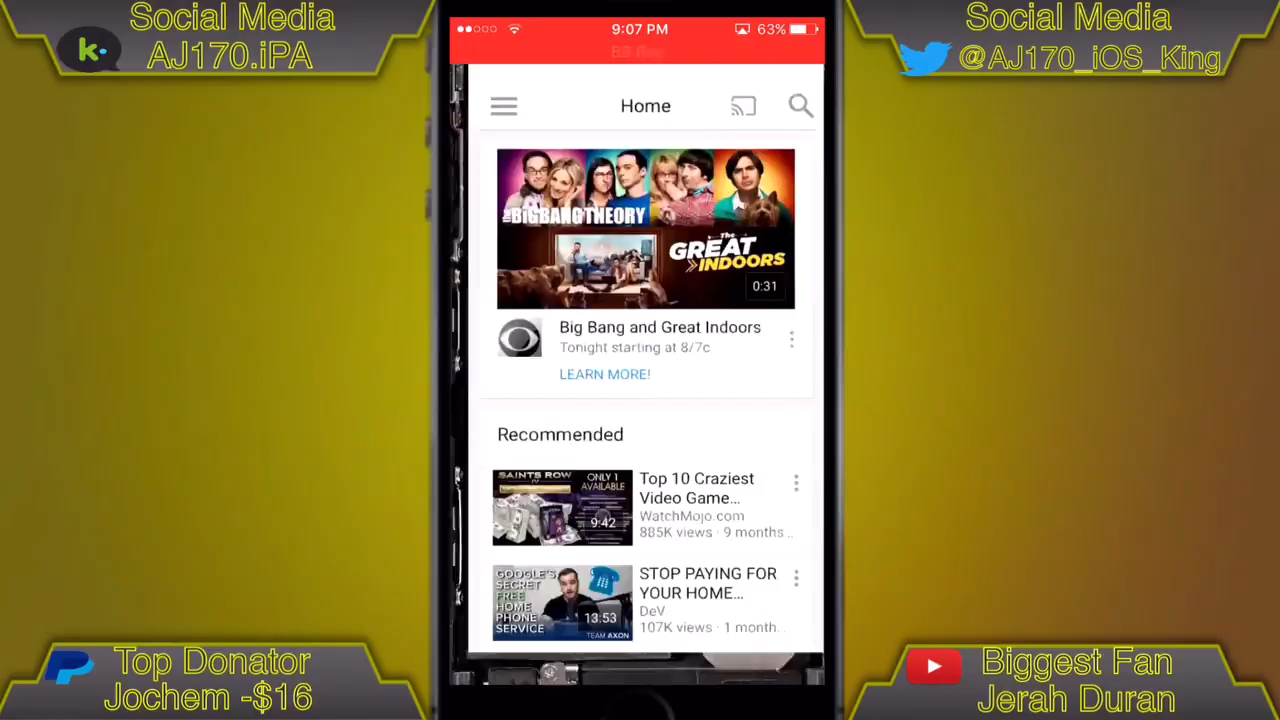 Social Media
AJ170.iPA
Social Media
@AJ170_iOS_King
9:07 PM
63%
Home
THE BIGBANGTHEORY
The
GREAT
INDOORS
0:31
Big Bang and Great Indoors
Tonight starting at 8/7c
LEARN MORE!
Recommended
SAINTS ROW
IV
ONLY 1
AVAILABLE
9:42
Top 10 Craziest
Video Game...
WatchMojo.com
885K views · 9 months...
GOOGLE'S
SECRET
FREE
HOME
PHONE
SERVICE
13:53
TEAM AXON
STOP PAYING FOR
YOUR HOME...
DeV
107K views · 1 month...
Top Donator
Jochem -$16
Biggest Fan
Jerah Duran